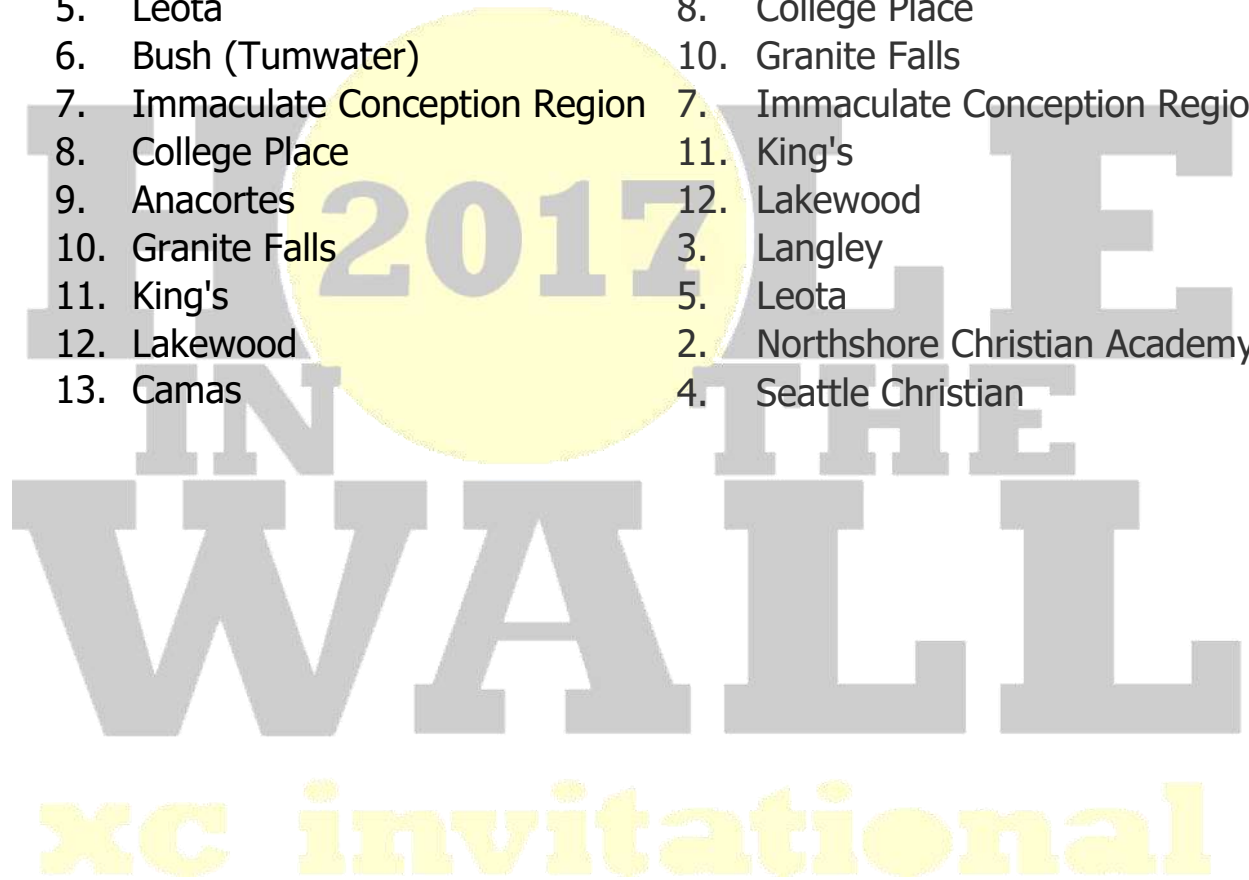 5. Leota
6. Bush (Tumwater)
7. Immaculate Conception Region
8. College Place
9. Anacortes
10. Granite Falls
11. King's
12. Lakewood
13. Camas
8. College Place
10. Granite Falls
7. Immaculate Conception Regio
11. King's
12. Lakewood
3. Langley
5. Leota
2. Northshore Christian Academy
4. Seattle Christian
HOLE
2017
IN THE
WALL
xc invitational